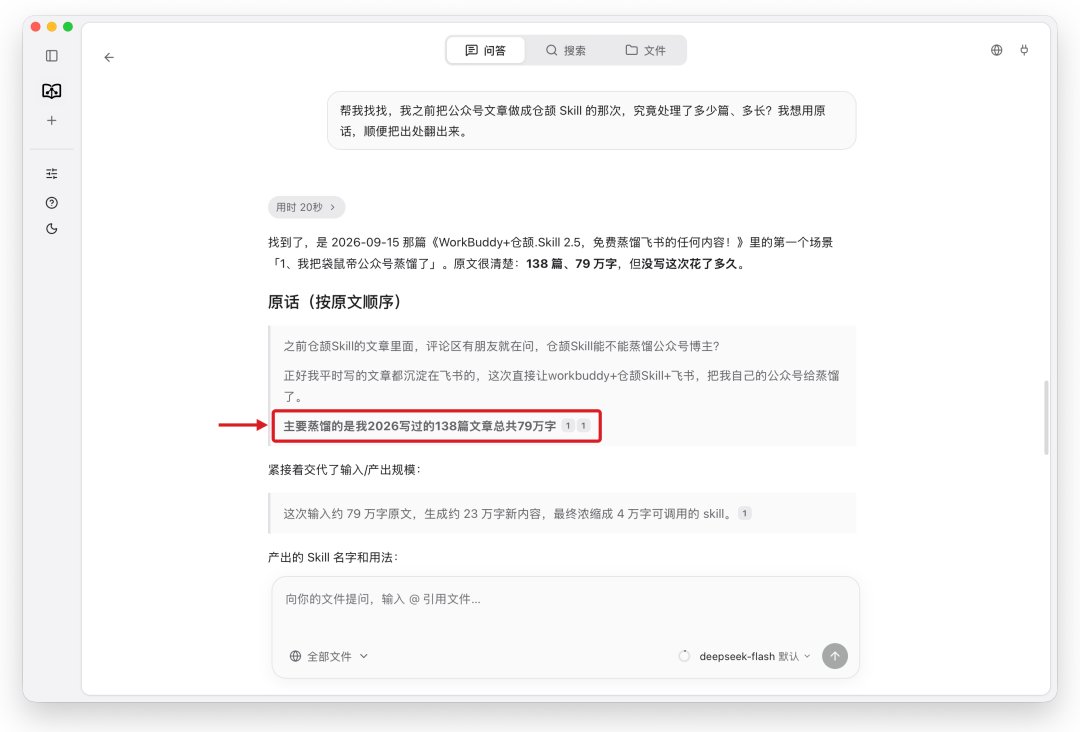 问答
搜索
文件
帮我找找，我之前把公众号文章做成仓颉 Skill 的那次，究竟处理了多少篇、多长？我想用原
话，顺便把出处翻出来。
用时 20秒
找到了，是 2026-09-15 那篇《WorkBuddy+仓颉.Skill 2.5，免费蒸馏飞书的任何内容！》里的第一个场景
「1、我把袋鼠帝公众号蒸馏了」。原文很清楚：138 篇、79 万字，但没写这次花了多久。
原话（按原文顺序）
之前仓颉Skill的文章里面，评论区有朋友就在问，仓颉Skill能不能蒸馏公众号博主?
正好我平时写的文章都沉淀在飞书的，这次直接让workbuddy+仓颉Skill+飞书，把我自己的公众号给蒸馏
了。
主要蒸馏的是我2026写过的138篇文章总共79万字 1 1
紧接着交代了输入/产出规模：
这次输入约 79 万字原文，生成约 23 万字新内容，最终浓缩成 4 万字可调用的 skill。 1
产出的 Skill 名字和用法：
向你的文件提问，输入 @ 引用文件...
全部文件
deepseek-flash 默认